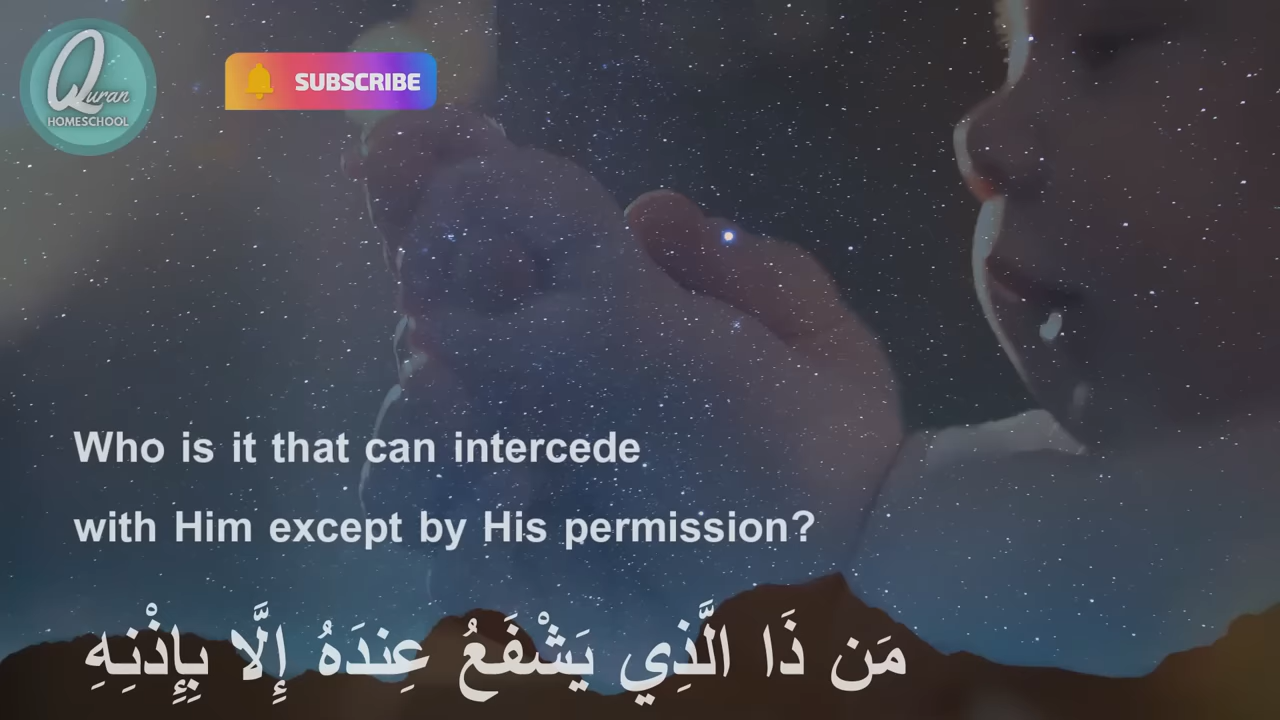 Quran
HOMESCHOOL
SUBSCRIBE
Who is it that can intercede
with Him except by His permission?
مَن ذَا الَّذِي يَشْفَعُ عِندَهُ إِلَّا بِإِذْنِهِ